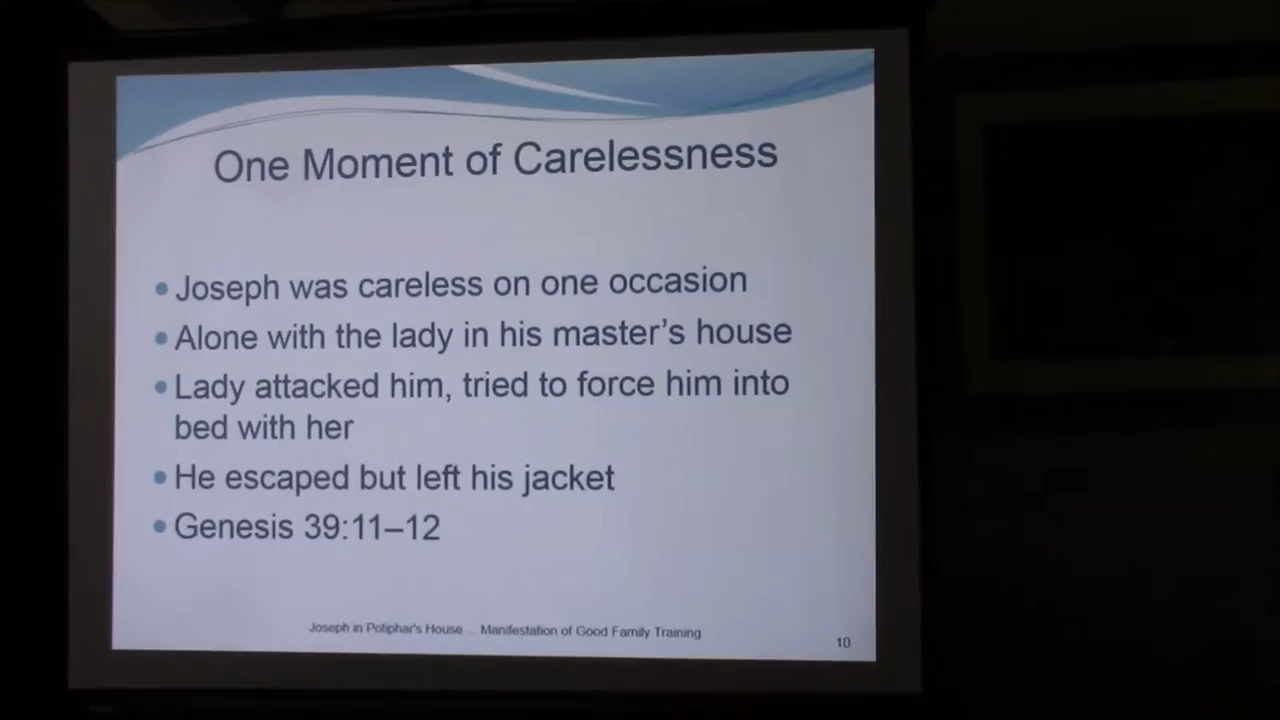 One Moment of Carelessness
• Joseph was careless on one occasion
• Alone with the lady in his master's house
• Lady attacked him, tried to force him into
bed with her
• He escaped but left his jacket
• Genesis 39:11–12
Joseph in Potiphar's House ... Manifestation of Good Family Training
10